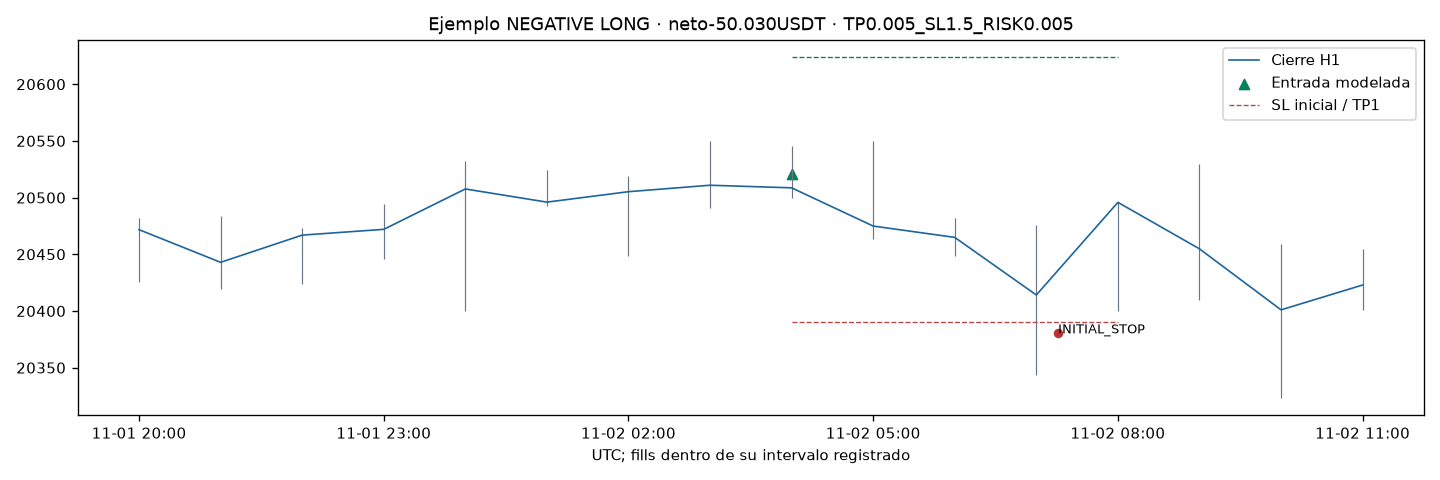 Ejemplo NEGATIVE LONG · neto-50.030USDT · TP0.005_SL1.5_RISK0.005
Cierre H1
Entrada modelada
SL inicial / TP1
20600
20550
20500
20450
20400
20350
INITIAL_STOP
11-01 20:00
11-01 23:00
11-02 02:00
11-02 05:00
11-02 08:00
11-02 11:00
UTC; fills dentro de su intervalo registrado